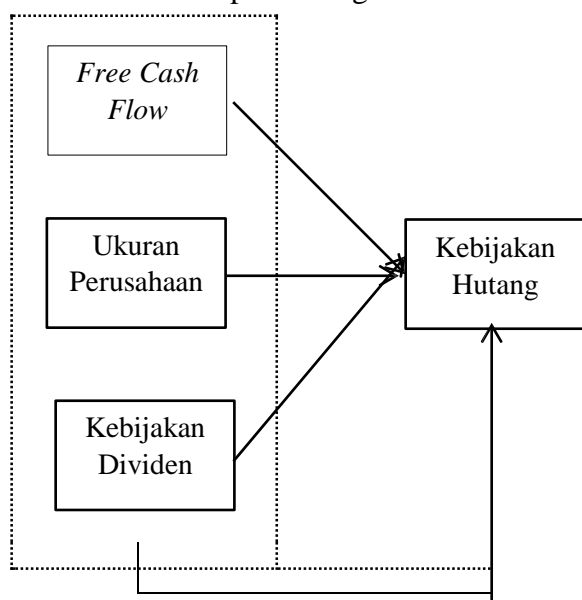 Free Cash
Flow
Ukuran
Perusahaan
Kebijakan
Hutang
Kebijakan
Dividen